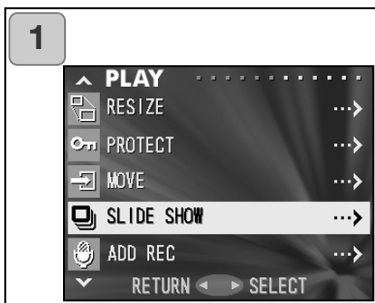 1
PLAY
RESIZE
PROTECT
MOVE
SLIDE SHOW
ADD REC
RETURN SELECT